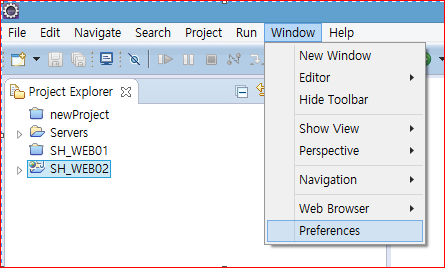 File Edit Navigate Search Project Run Window Help
Project Explorer
newProject
Servers
SH_WEB01
SH_WEB02
New Window
Editor
Hide Toolbar
Show View
Perspective
Navigation
Web Browser
Preferences